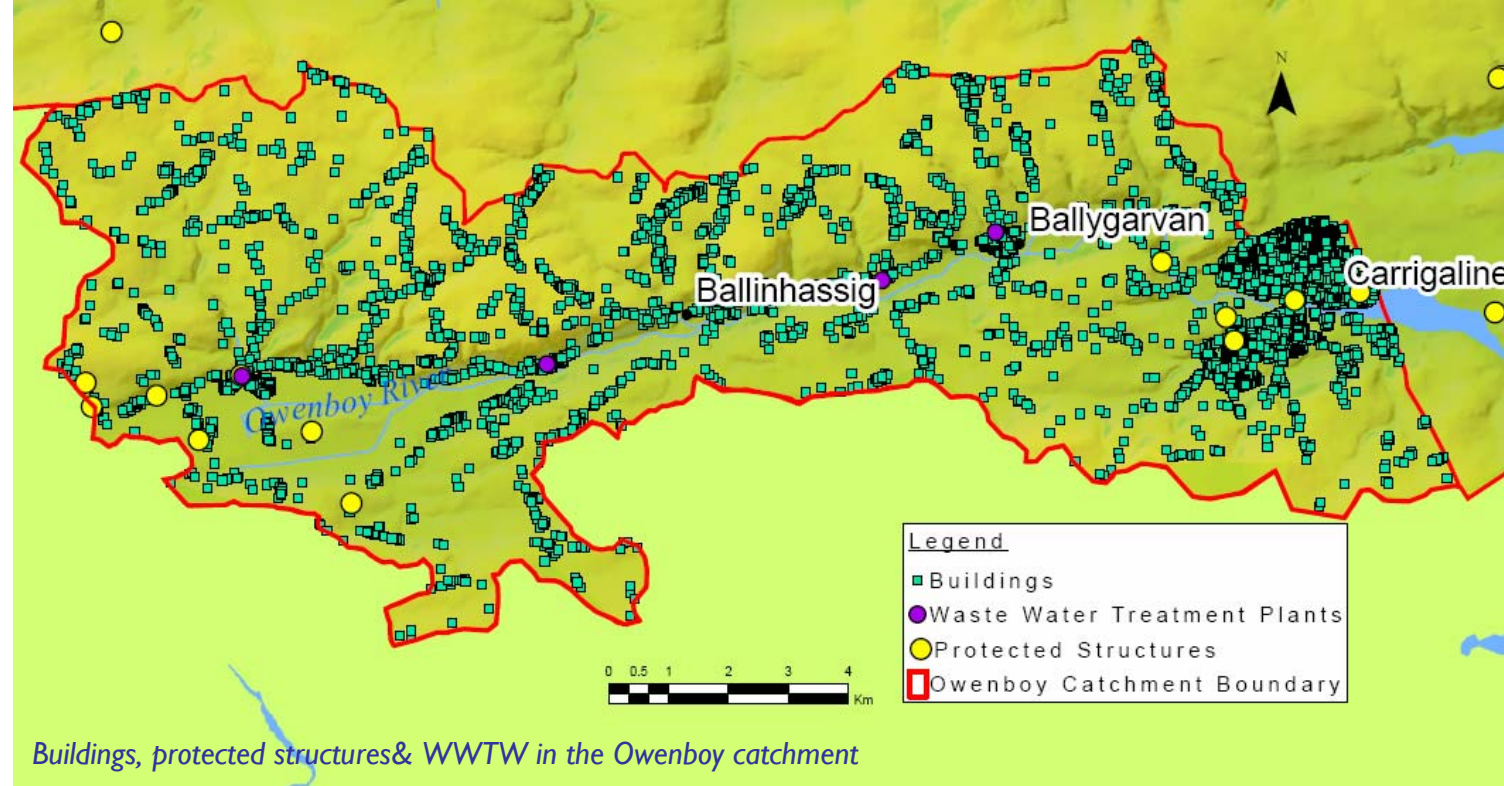 N
Ballygarvan
Carrigaline
Ballinhassig
Owenboy River
Legend
Buildings
Waste Water Treatment Plants
Protected Structures
Owenboy Catchment Boundary
0 0.5 1 2 3 4
Km
Buildings, protected structures& WWTW in the Owenboy catchment